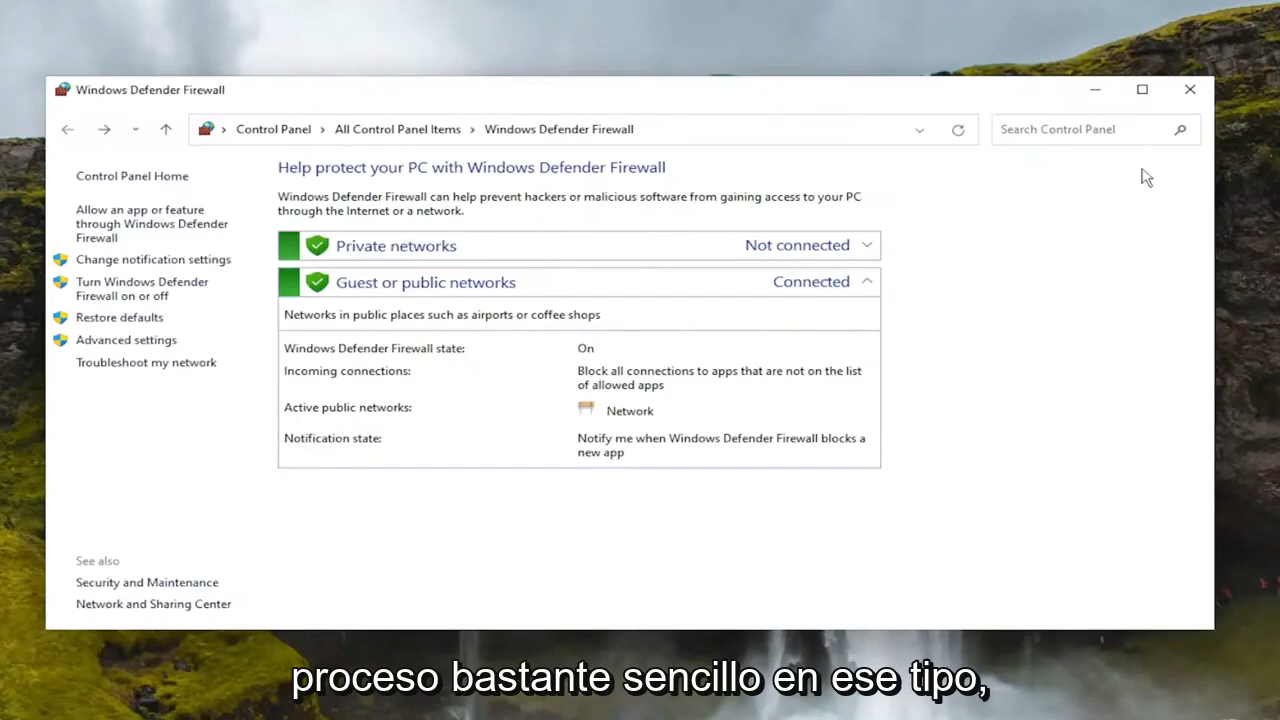 Windows Defender Firewall
Control Panel > All Control Panel Items > Windows Defender Firewall
Search Control Panel
Control Panel Home
Allow an app or feature
through Windows Defender
Firewall
Change notification settings
Turn Windows Defender
Firewall on or off
Restore defaults
Advanced settings
Troubleshoot my network
See also
Security and Maintenance
Network and Sharing Center
Help protect your PC with Windows Defender Firewall
Windows Defender Firewall can help prevent hackers or malicious software from gaining access to your PC
through the Internet or a network.
Private networks Not connected
Guest or public networks Connected
Networks in public places such as airports or coffee shops
Windows Defender Firewall state: On
Incoming connections: Block all connections to apps that are not on the list
of allowed apps
Active public networks: Network
Notification state: Notify me when Windows Defender Firewall blocks a
new app
proceso bastante sencillo en ese tipo,